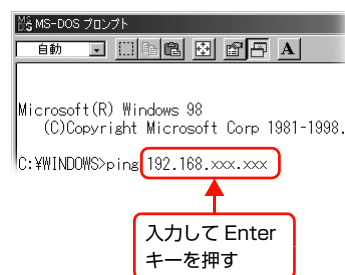 MS-DOS プロンプト
自動
A
Microsoft(R) Windows 98
(C)Copyright Microsoft Corp 1981-1998.
C:¥WINDOWS>ping 192.168.xxx.xxx
入力して Enter
キーを押す